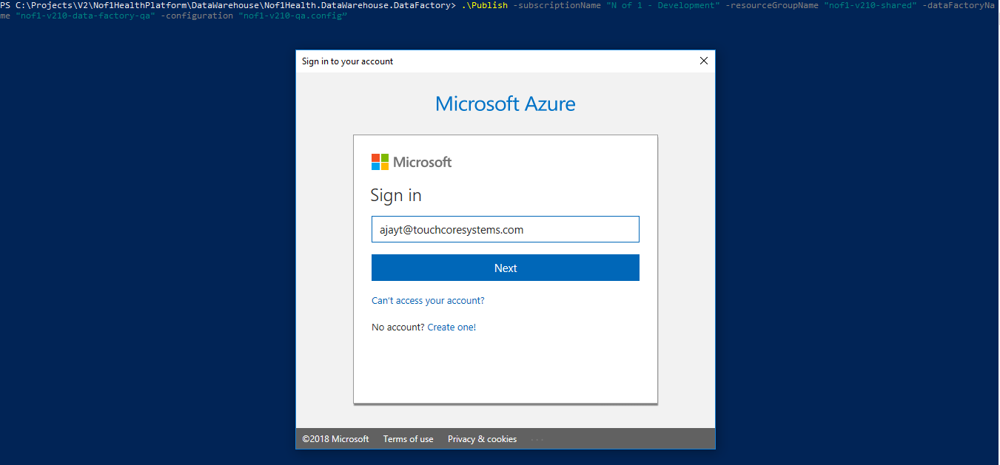 PS C:\Projects\V2\Nof1HealthPlatform\DataWarehouse\Nof1Health.DataWarehouse.DataFactory> .\Publish -subscriptionName "N of 1 - Development" -resourceGroupName "nof1-v210-shared" -dataFactoryNa
me "nof1-v210-data-factory-qa" -configuration "nof1-v210-qa.config”
Sign in to your account
Microsoft Azure
Microsoft
Sign in
ajayt@touchcoresystems.com
Next
Can't access your account?
No account? Create one!
©2018 Microsoft Terms of use Privacy & cookies ...